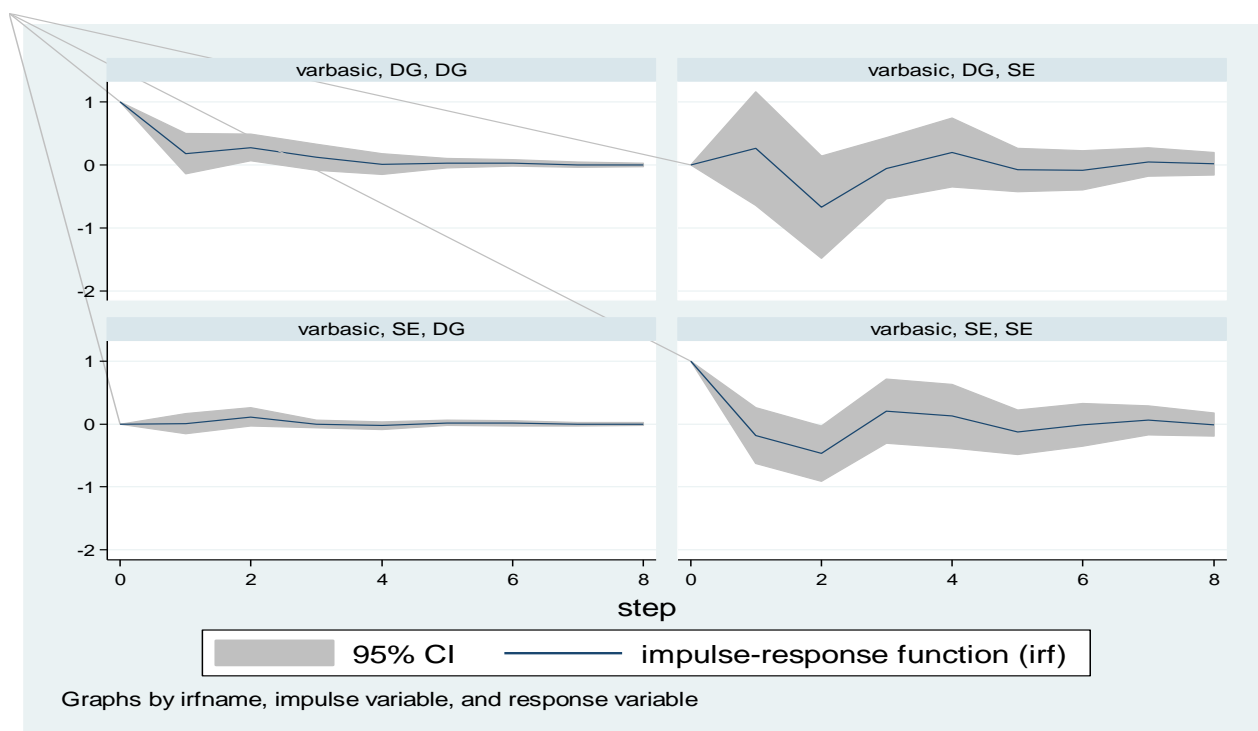 varbasic, DG, DG
varbasic, DG, SE
1
0
-1
-2
varbasic, SE, DG
varbasic, SE, SE
1
0
-1
-2
0 2 4 6 8 0 2 4 6 8
step
95% CI impulse-response function (irf)
Graphs by irfname, impulse variable, and response variable